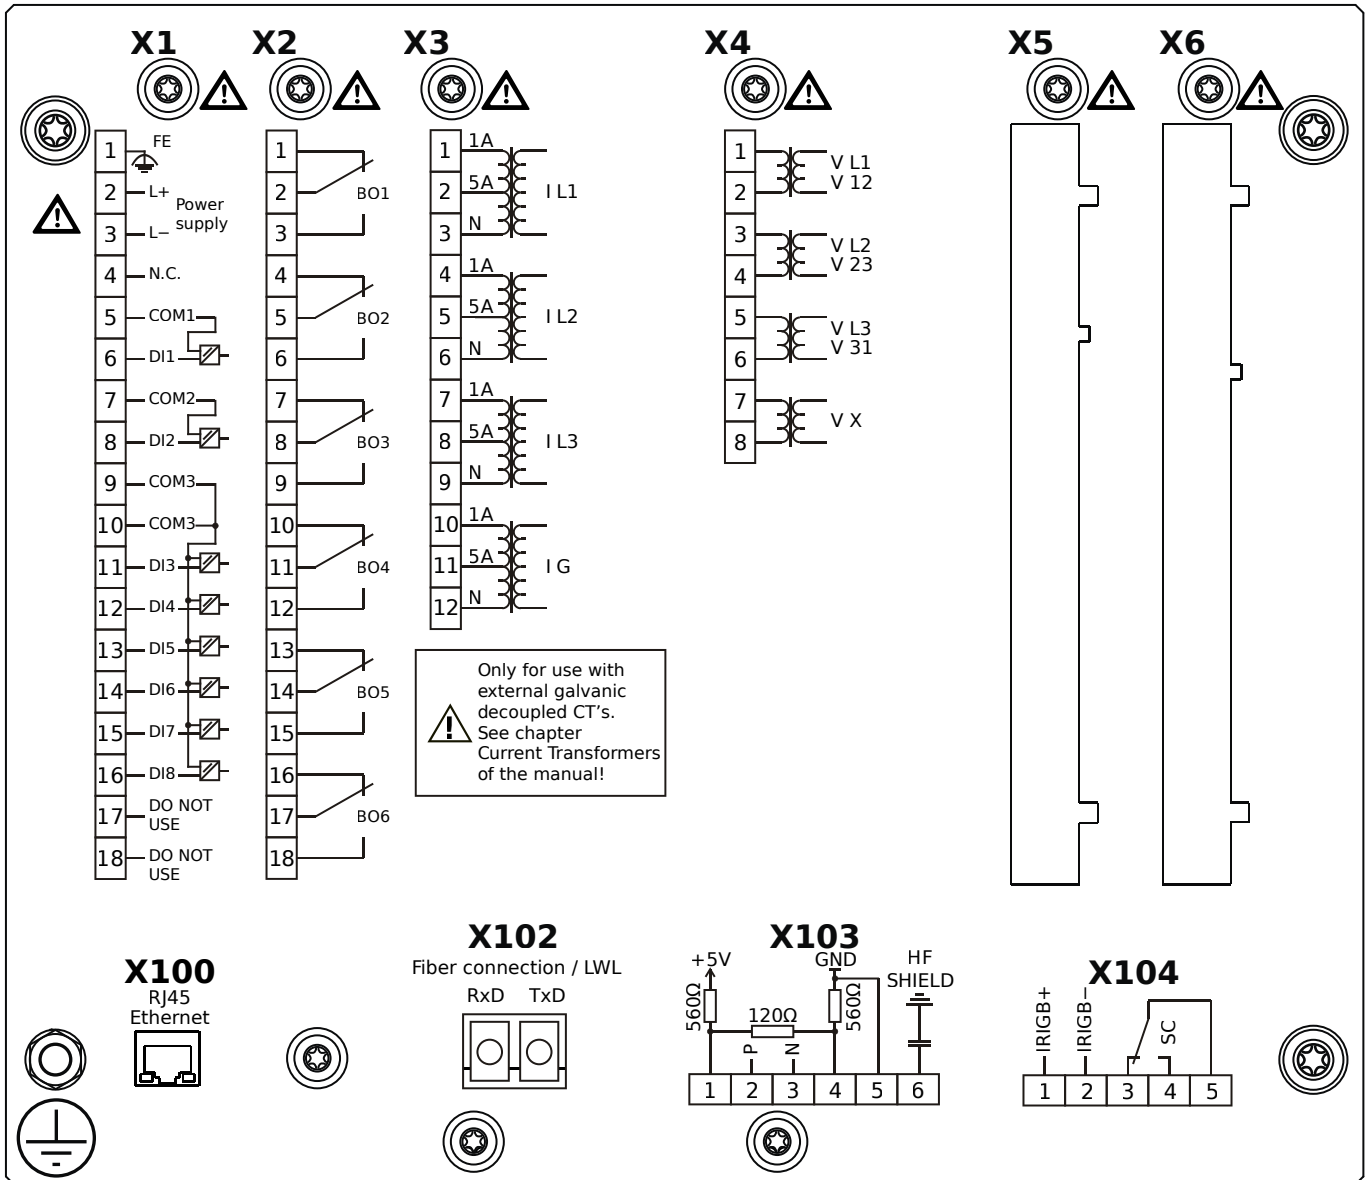 X1
X2
X3
X4
X5
X6
1 FE
2 L+
Power
supply
3 L−
4 N.C.
5 COM1
6 DI1
7 COM2
8 DI2
9 COM3
10 COM3
11 DI3
12 DI4
13 DI5
14 DI6
15 DI7
16 DI8
17 DO NOT
USE
18 DO NOT
USE
1
2 BO1
3
4
5 BO2
6
7
8 BO3
9
10
11 BO4
12
13
14 BO5
15
16
17 BO6
18
1 1A
2 5A I L1
3 N
4 1A
5 5A I L2
6 N
7 1A
8 5A I L3
9 N
10 1A
11 5A I G
12 N
Only for use with
external galvanic
decoupled CT's.
See chapter
Current Transformers
of the manual!
1 V L1
2 V 12
3 V L2
4 V 23
5 V L3
6 V 31
7 V X
8
X100
RJ45
Ethernet
X102
Fiber connection / LWL
RxD TxD
X103
+5V GND HF
SHIELD
560Ω 120Ω 560Ω
P N
1 2 3 4 5 6
X104
IRIGB+ IRIGB− SC
1 2 3 4 5